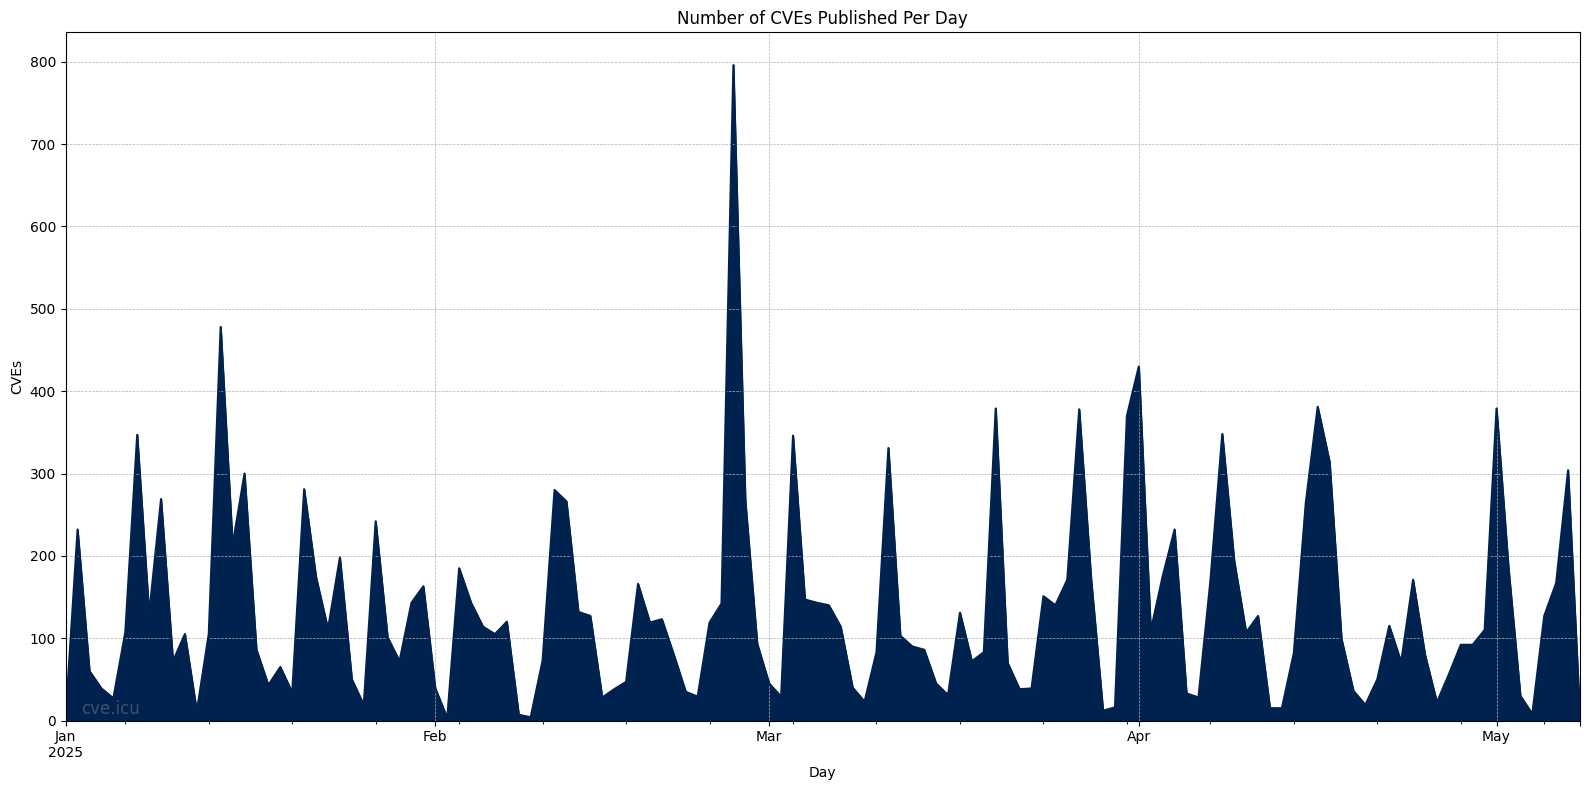 Number of CVEs Published Per Day
800
700
600
500
400
300
200
100
0
CVEs
cve.icu
Jan
2025
Feb
Mar
Apr
May
Day